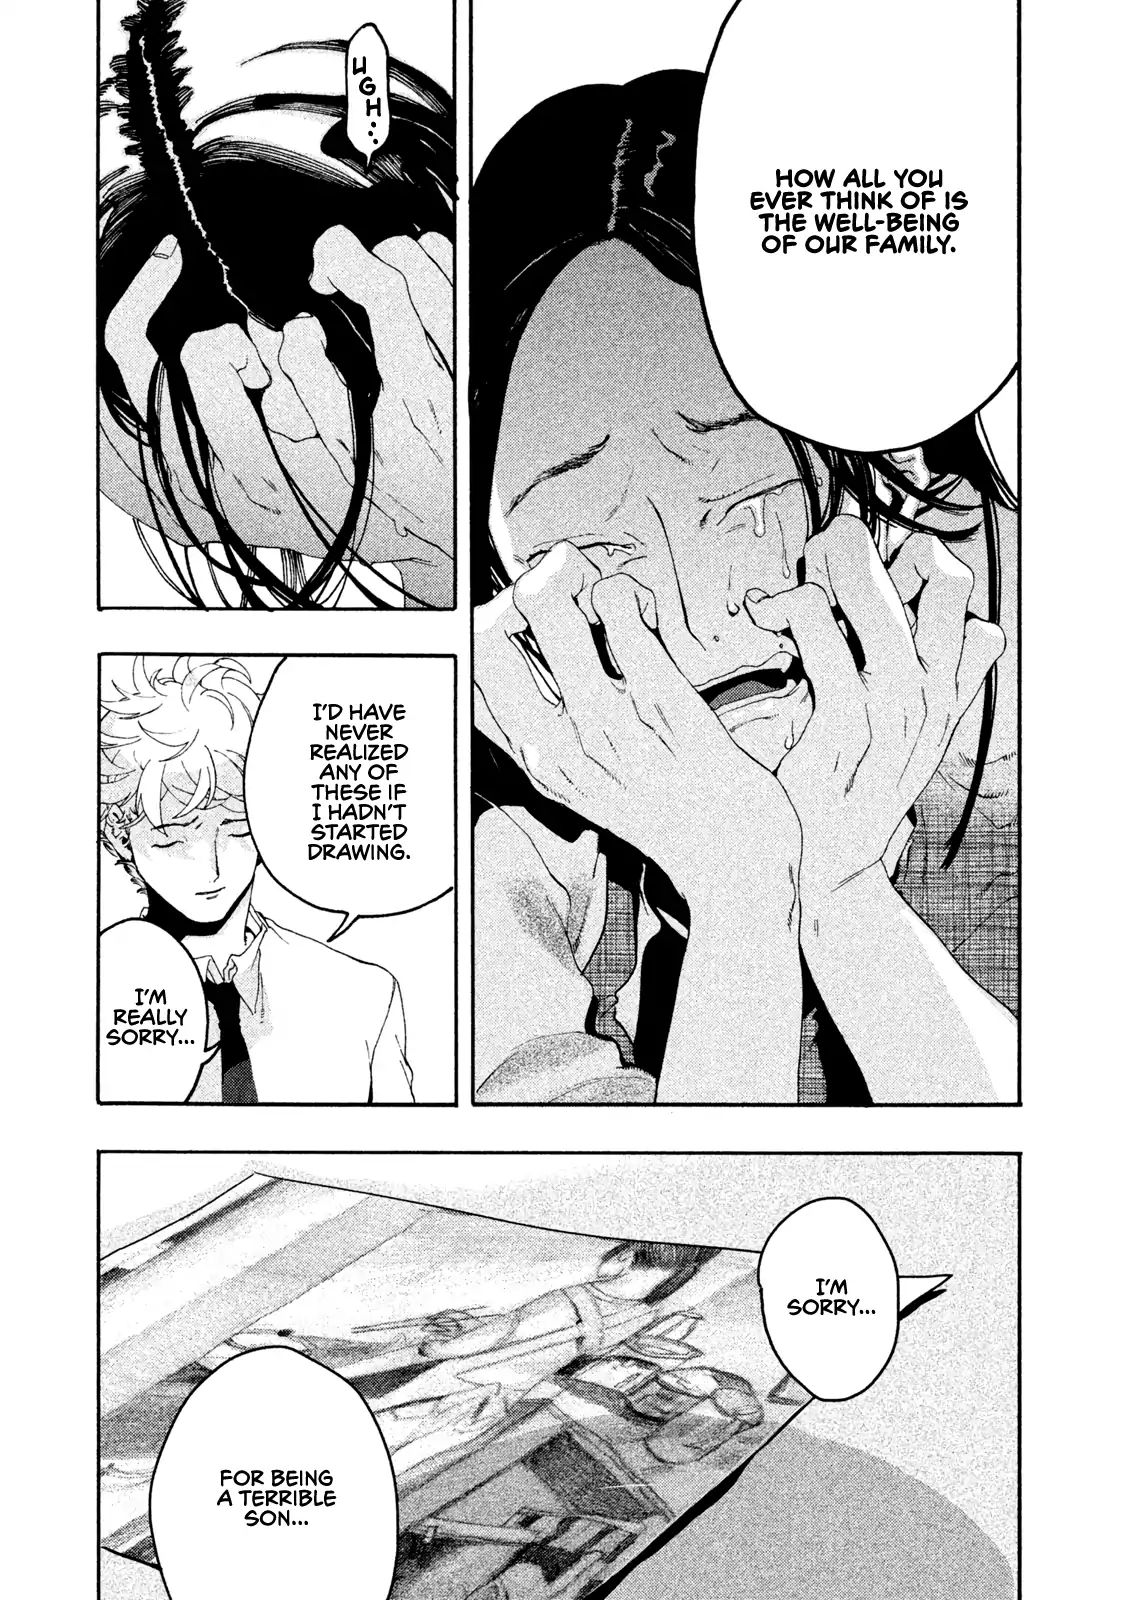 HOW ALL YOU
EVER THINK OF IS
THE WELL-BEING
OF OUR FAMILY.
UGH...
I'D HAVE
NEVER
REALIZED
ANY OF
THESE IF
I HADN'T
STARTED
DRAWING.
I'M
REALLY
SORRY...
I'M
SORRY...
FOR BEING
A TERRIBLE
SON...